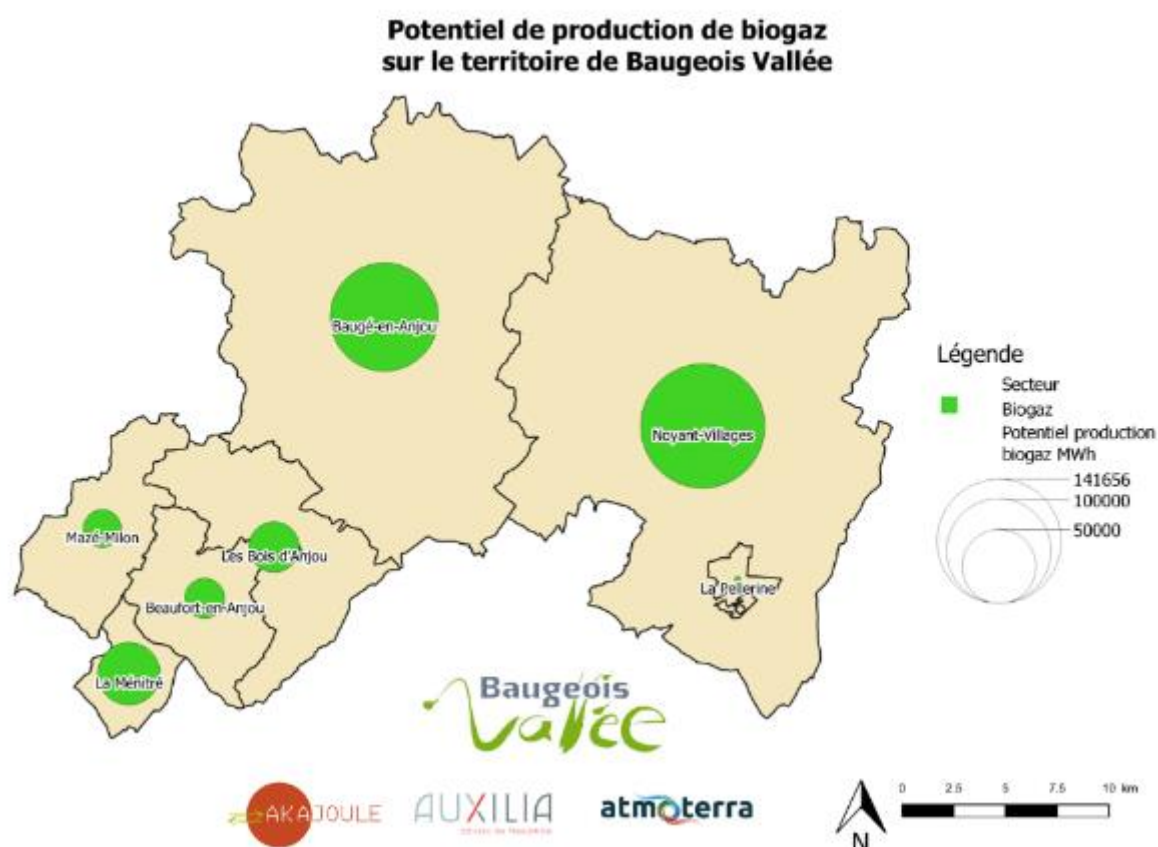 Potentiel de production de biogaz
sur le territoire de Baugeois Vallée
Baugé-en-Anjou
Noyant-Villages
Légende
Secteur
Biogaz
Potentiel production
biogaz MWh
141656
100000
50000
Mazé-Milon
Les Bois d'Anjou
Beaufort-en-Anjou
La Pellerine
La Ménitré
Baugeois
Vallée
AKAJOULE
AUXILIA
atmoterra
0 2.5 5 7.5 10 km
N